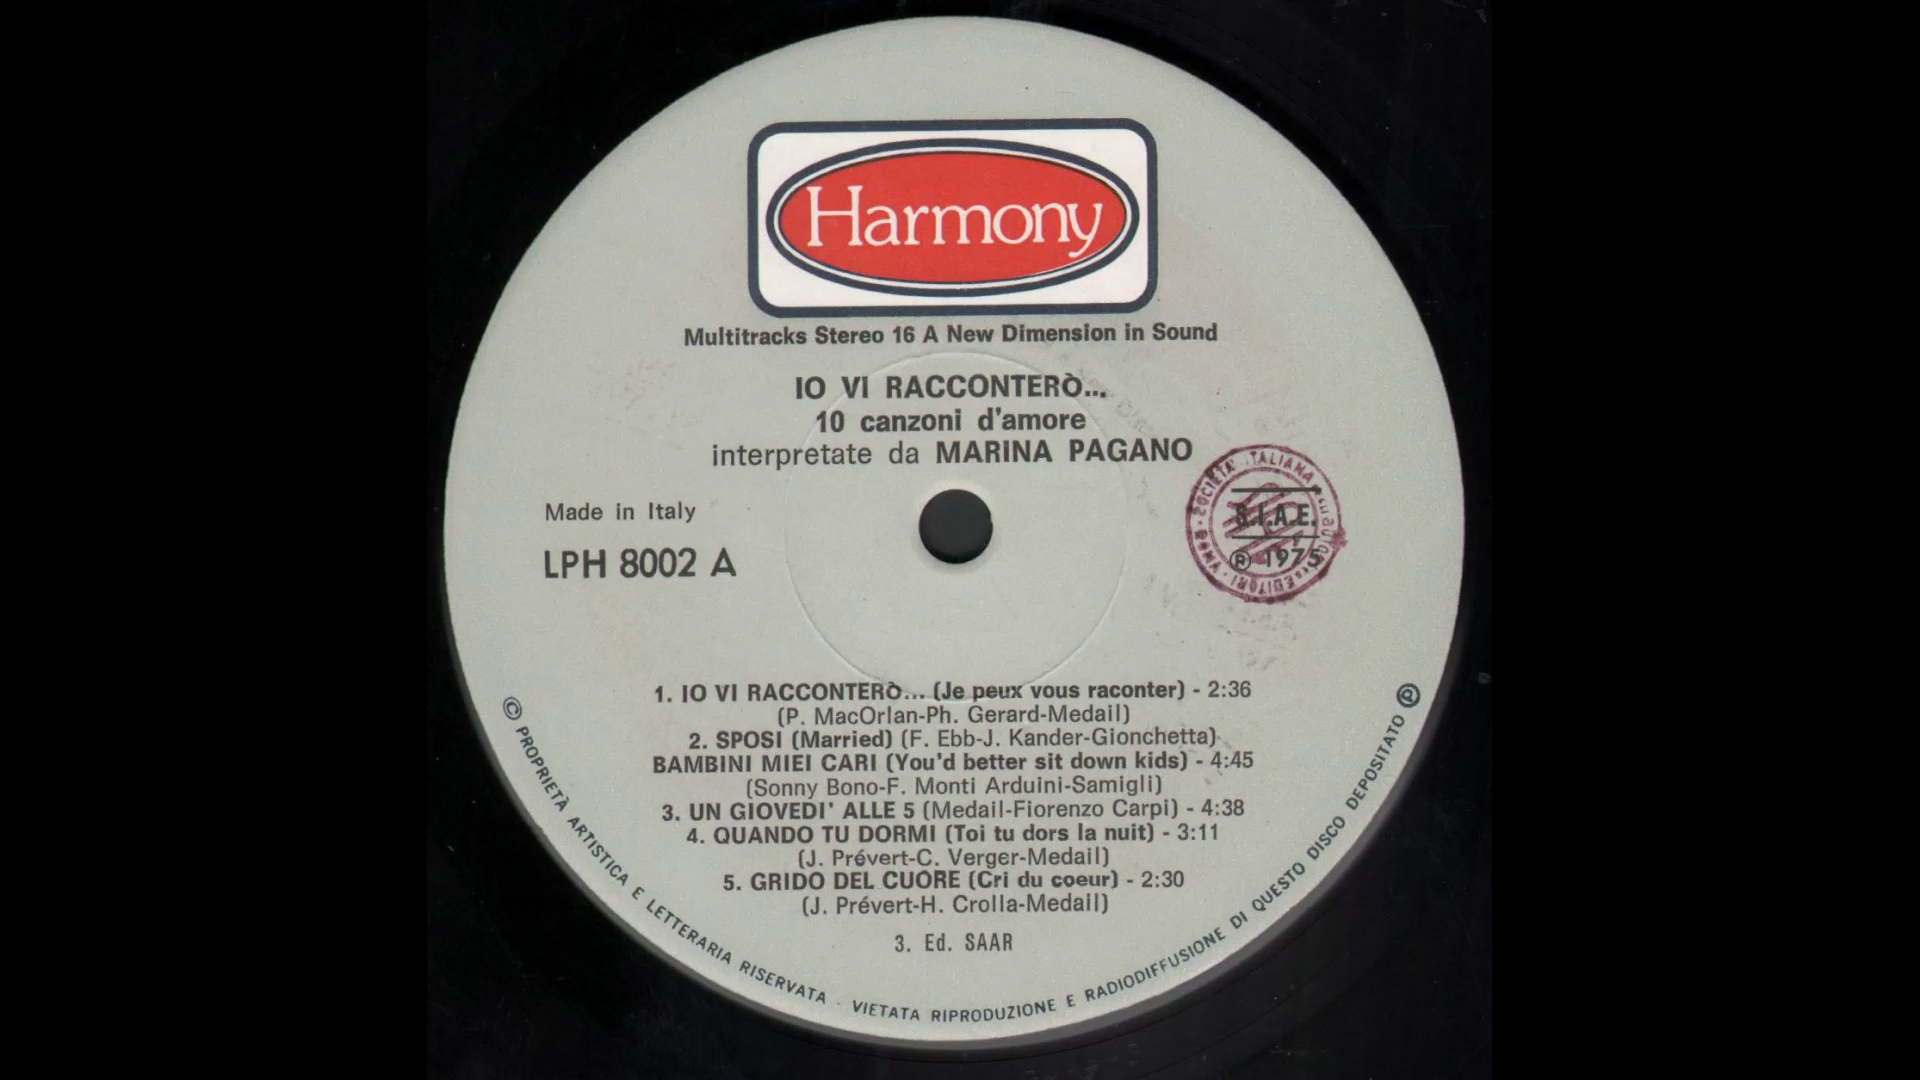 Harmony
Multitracks Stereo 16 A New Dimension in Sound
IO VI RACCONTERÒ...
10 canzoni d'amore
interpretate da MARINA PAGANO
Made in Italy
LPH 8002 A
SOCIETÀ ITALIANA EDITORI ROMA
S.I.A.E.
Ⓟ 1975
1. IO VI RACCONTERÒ... (Je peux vous raconter) - 2:36
(P. MacOrlan-Ph. Gerard-Medail)
2. SPOSI (Married) (F. Ebb-J. Kander-Gionchetta)
BAMBINI MIEI CARI (You'd better sit down kids) - 4:45
(Sonny Bono-F. Monti Arduini-Samigli)
3. UN GIOVEDI' ALLE 5 (Medail-Fiorenzo Carpi) - 4:38
4. QUANDO TU DORMI (Toi tu dors la nuit) - 3:11
(J. Prévert-C. Verger-Medail)
5. GRIDO DEL CUORE (Cri du coeur) - 2:30
(J. Prévert-H. Crolla-Medail)
3. Ed. SAAR
© PROPRIETÀ ARTISTICA E LETTERARIA RISERVATA - VIETATA RIPRODUZIONE E RADIODIFFUSIONE DI QUESTO DISCO DEPOSITATO Ⓟ